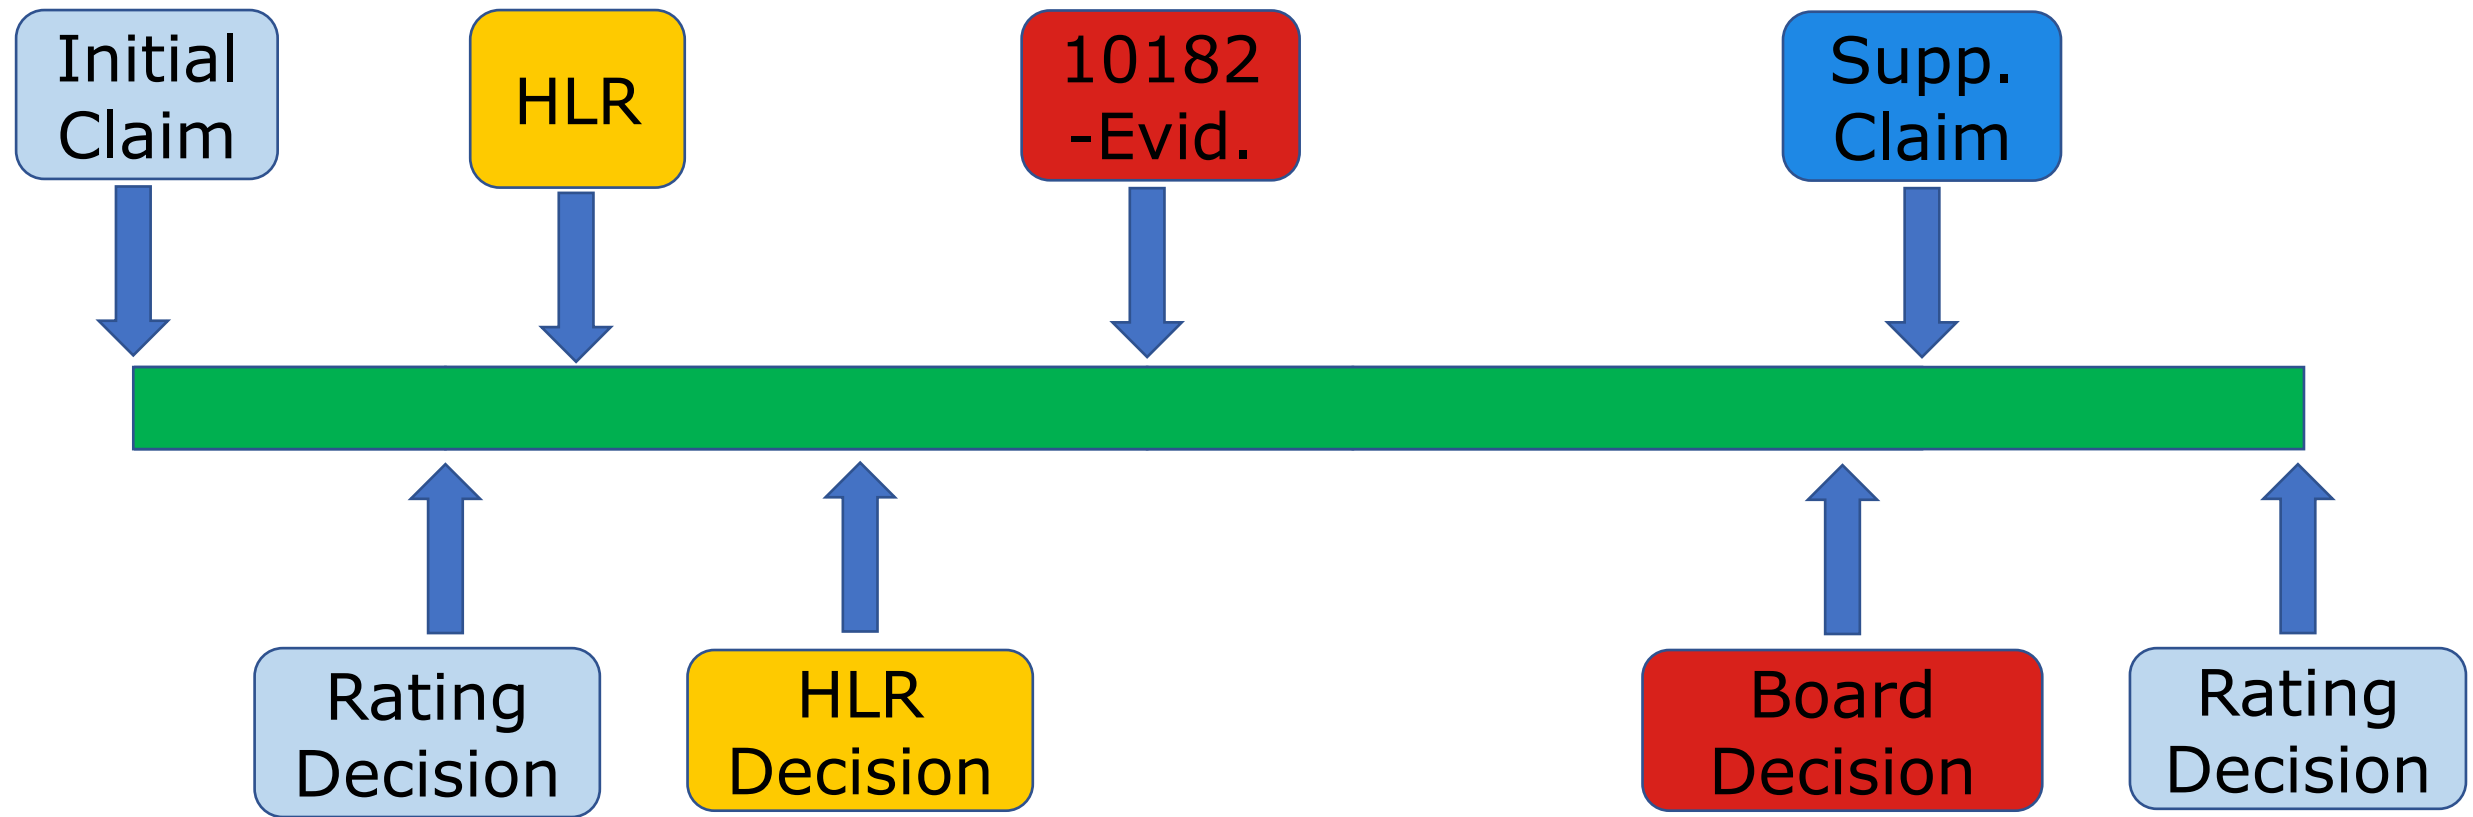 Initial
Claim
HLR
10182
-Evid.
Supp.
Claim
Rating
Decision
HLR
Decision
Board
Decision
Rating
Decision